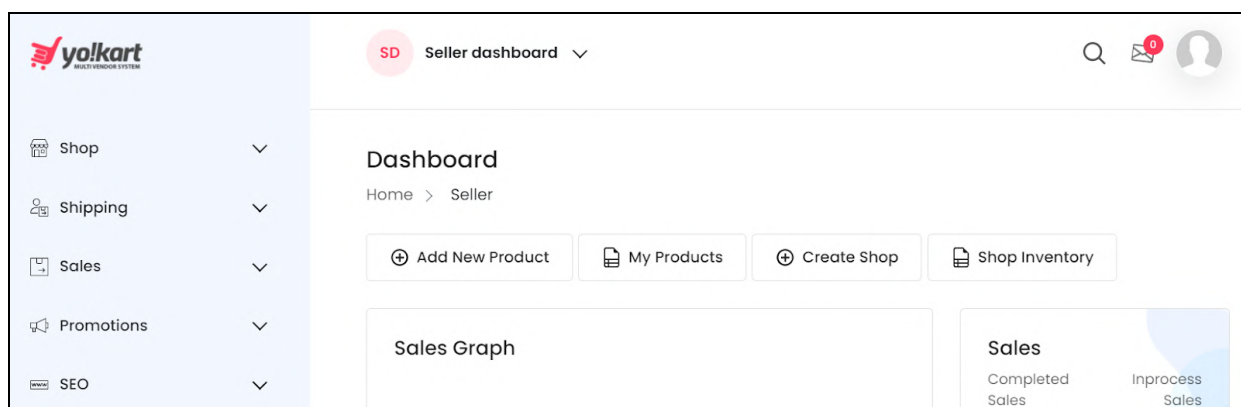 yo!kart
MULTI VENDOR SYSTEM
SD Seller dashboard
0
Shop
Shipping
Sales
Promotions
www SEO
Dashboard
Home > Seller
Add New Product My Products Create Shop Shop Inventory
Sales Graph
Sales
Completed Inprocess
Sales Sales